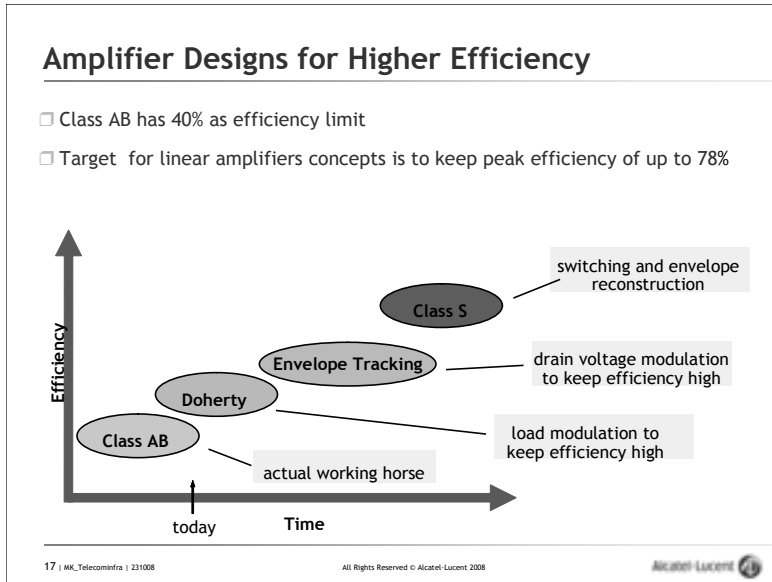 Amplifier Designs for Higher Efficiency
Class AB has 40% as efficiency limit
Target for linear amplifiers concepts is to keep peak efficiency of up to 78%
Efficiency
switching and envelope
reconstruction
Class S
Envelope Tracking
drain voltage modulation
to keep efficiency high
Doherty
load modulation to
keep efficiency high
Class AB
actual working horse
today
Time
17 | MK_Telecominfra | 231008
All Rights Reserved © Alcatel-Lucent 2008
Alcatel-Lucent